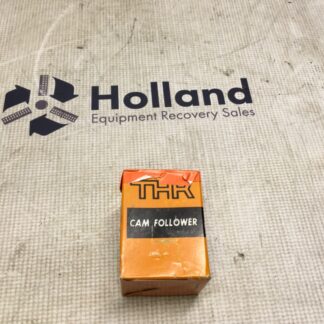 Holland
Equipment Recovery Sales
THK
CAM FOLLOWER